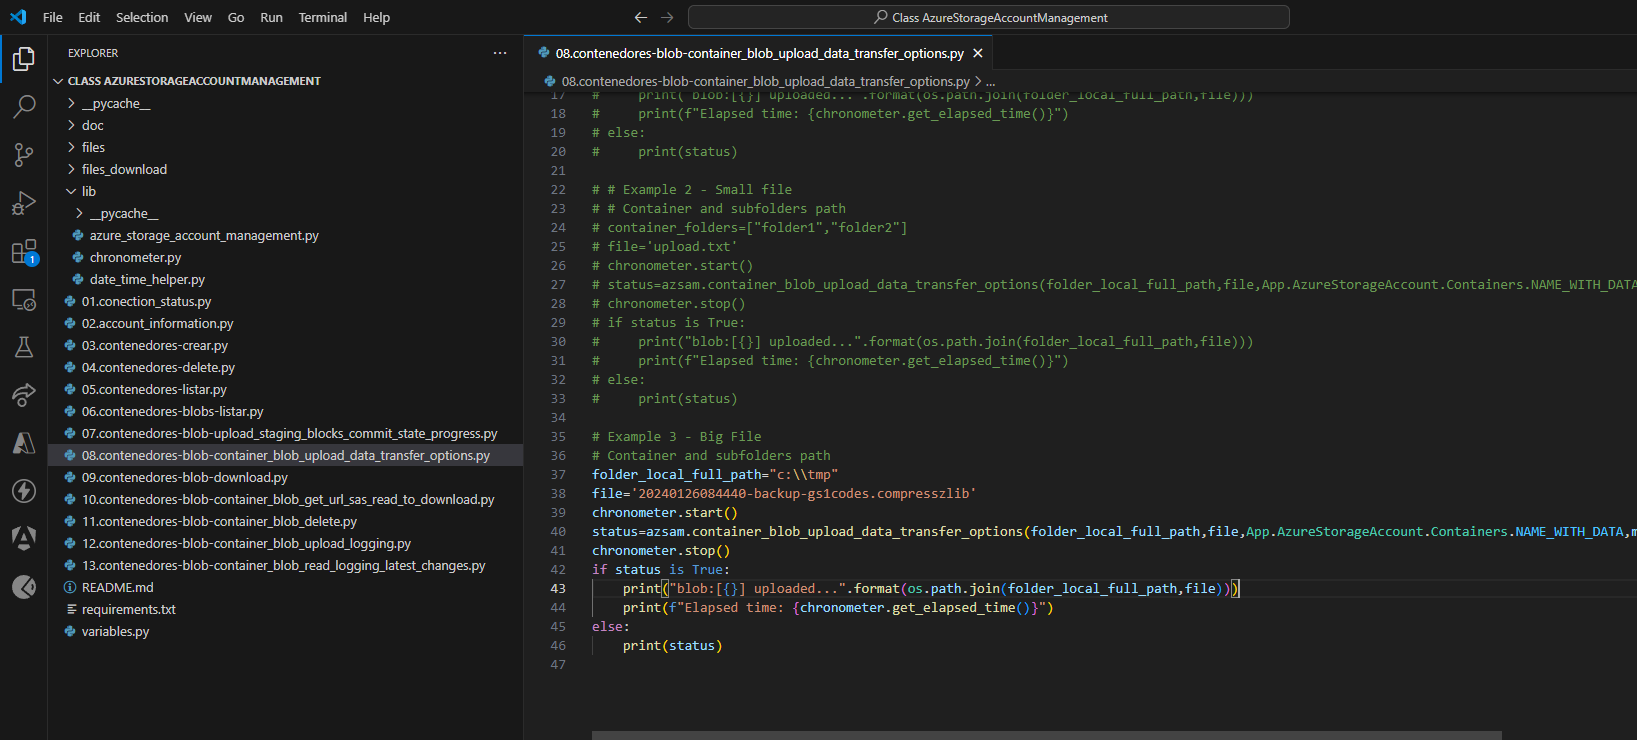 File Edit Selection View Go Run Terminal Help
Class AzureStorageAccountManagement
EXPLORER
CLASS AZURESTORAGEACCOUNTMANAGEMENT
__pycache__
doc
files
files_download
lib
__pycache__
azure_storage_account_management.py
chronometer.py
date_time_helper.py
01.conection_status.py
02.account_information.py
03.contenedores-crear.py
04.contenedores-delete.py
05.contenedores-listar.py
06.contenedores-blobs-listar.py
07.contenedores-blob-upload_staging_blocks_commit_state_progress.py
08.contenedores-blob-container_blob_upload_data_transfer_options.py
09.contenedores-blob-download.py
10.contenedores-blob-container_blob_get_url_sas_read_to_download.py
11.contenedores-blob-container_blob_delete.py
12.contenedores-blob-container_blob_upload_logging.py
13.contenedores-blob-container_blob_read_logging_latest_changes.py
README.md
requirements.txt
variables.py
1
08.contenedores-blob-container_blob_upload_data_transfer_options.py
08.contenedores-blob-container_blob_upload_data_transfer_options.py > ...
17 #     print("blob:[{}] uploaded...".format(os.path.join(folder_local_full_path,file)))
18 #     print(f"Elapsed time: {chronometer.get_elapsed_time()}")
19 # else:
20 #     print(status)
21
22 # # Example 2 - Small file
23 # # Container and subfolders path
24 # container_folders=["folder1","folder2"]
25 # file='upload.txt'
26 # chronometer.start()
27 # status=azsam.container_blob_upload_data_transfer_options(folder_local_full_path,file,App.AzureStorageAccount.Containers.NAME_WITH_DATA
28 # chronometer.stop()
29 # if status is True:
30 #     print("blob:[{}] uploaded...".format(os.path.join(folder_local_full_path,file)))
31 #     print(f"Elapsed time: {chronometer.get_elapsed_time()}")
32 # else:
33 #     print(status)
34
35 # Example 3 - Big File
36 # Container and subfolders path
37 folder_local_full_path="c:\\tmp"
38 file='20240126084440-backup-gs1codes.compresszlib'
39 chronometer.start()
40 status=azsam.container_blob_upload_data_transfer_options(folder_local_full_path,file,App.AzureStorageAccount.Containers.NAME_WITH_DATA,m
41 chronometer.stop()
42 if status is True:
43     print("blob:[{}] uploaded...".format(os.path.join(folder_local_full_path,file)))
44     print(f"Elapsed time: {chronometer.get_elapsed_time()}")
45 else:
46     print(status)
47